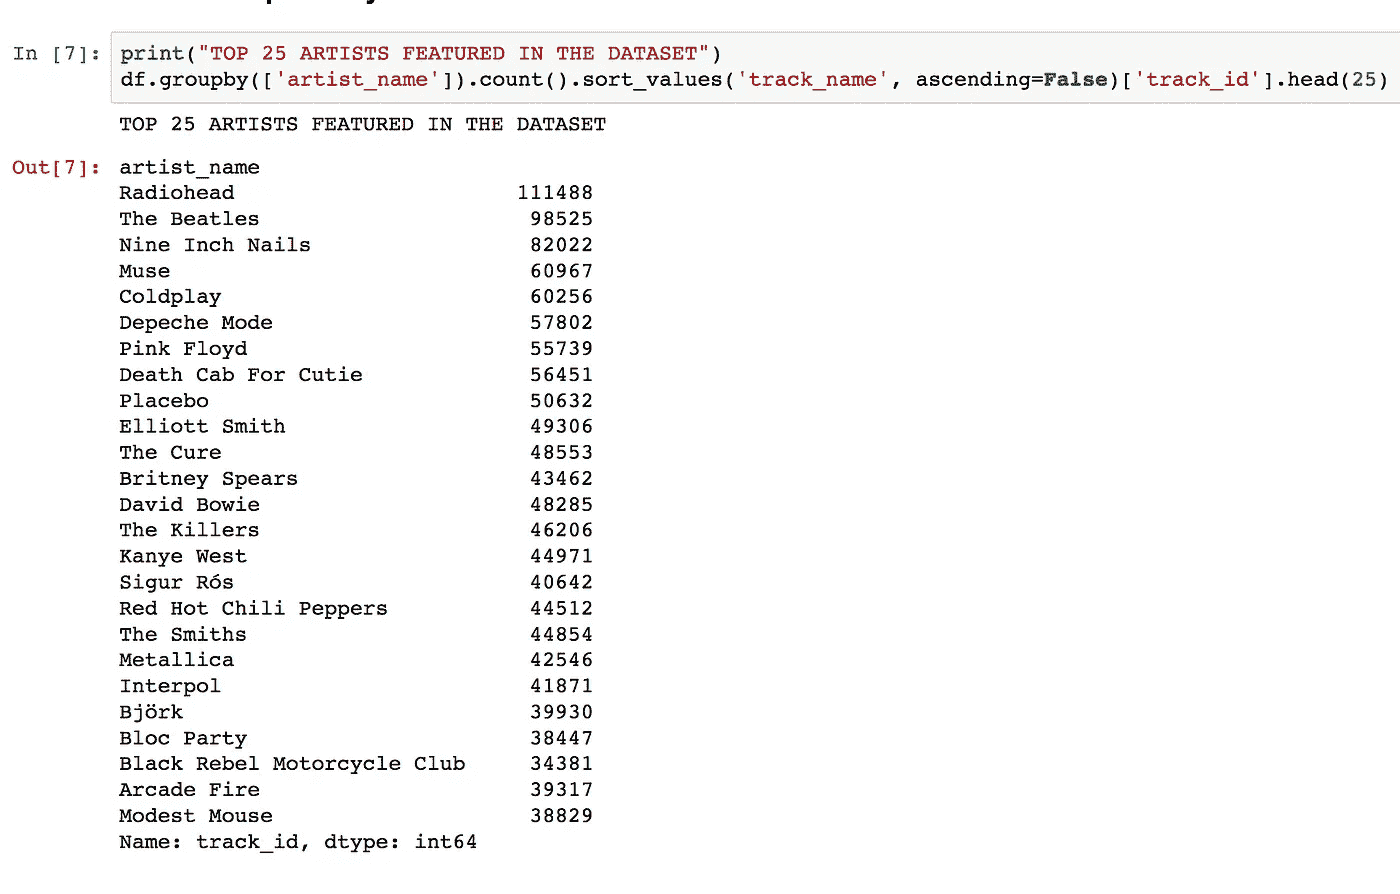 In [7]: print("TOP 25 ARTISTS FEATURED IN THE DATASET")
df.groupby(['artist_name']).count().sort_values('track_name', ascending=False)['track_id'].head(25)
TOP 25 ARTISTS FEATURED IN THE DATASET
Out[7]: artist_name
Radiohead 111488
The Beatles 98525
Nine Inch Nails 82022
Muse 60967
Coldplay 60256
Depeche Mode 57802
Pink Floyd 55739
Death Cab For Cutie 56451
Placebo 50632
Elliott Smith 49306
The Cure 48553
Britney Spears 43462
David Bowie 48285
The Killers 46206
Kanye West 44971
Sigur Rós 40642
Red Hot Chili Peppers 44512
The Smiths 44854
Metallica 42546
Interpol 41871
Björk 39930
Bloc Party 38447
Black Rebel Motorcycle Club 34381
Arcade Fire 39317
Modest Mouse 38829
Name: track_id, dtype: int64